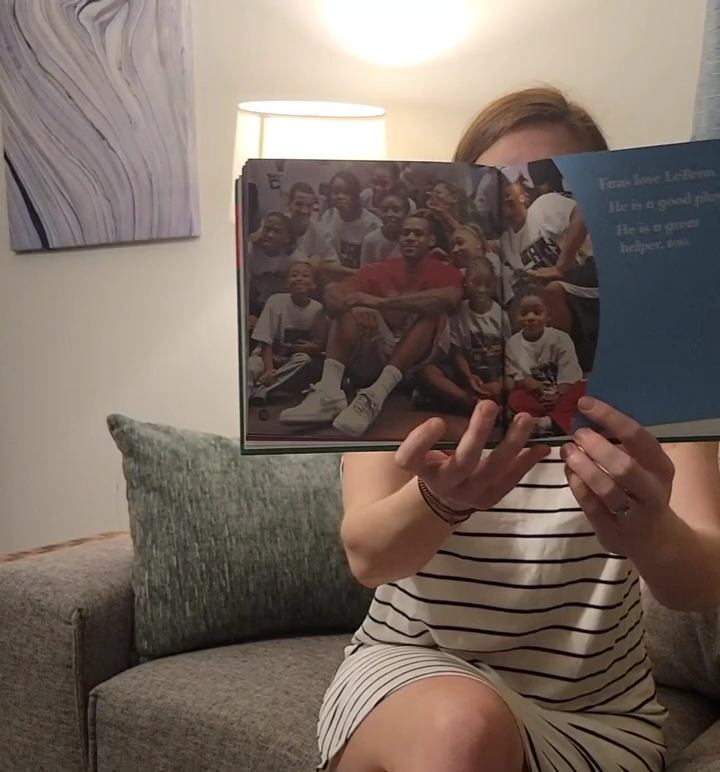 Fans love LeBron.
He is a good
He is a great
helper, too.